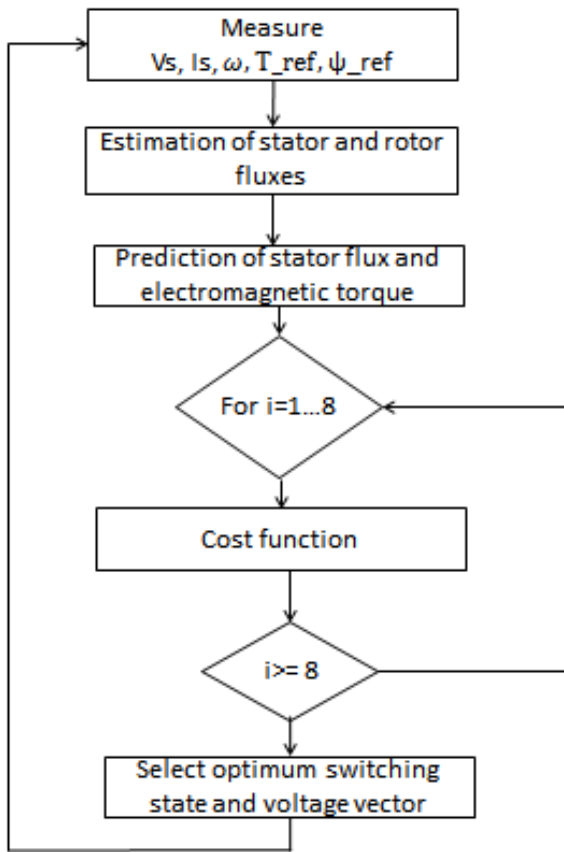 Measure
Vs, Is, ω, T_ref, ψ_ref
Estimation of stator and rotor
fluxes
Prediction of stator flux and
electromagnetic torque
For i=1...8
Cost function
i>= 8
Select optimum switching
state and voltage vector